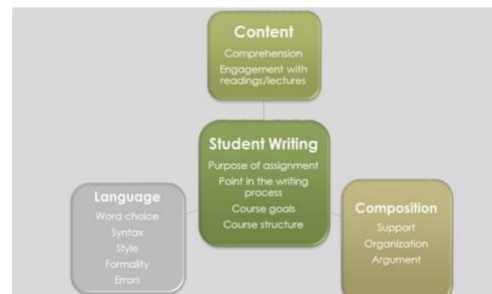 Content
Comprehension
Engagement with
readings/lectures
Student Writing
Purpose of assignment
Point in the writing
process
Course goals
Course structure
Language
Word choice
Syntax
Style
Formality
Errors
Composition
Support
Organization
Argument